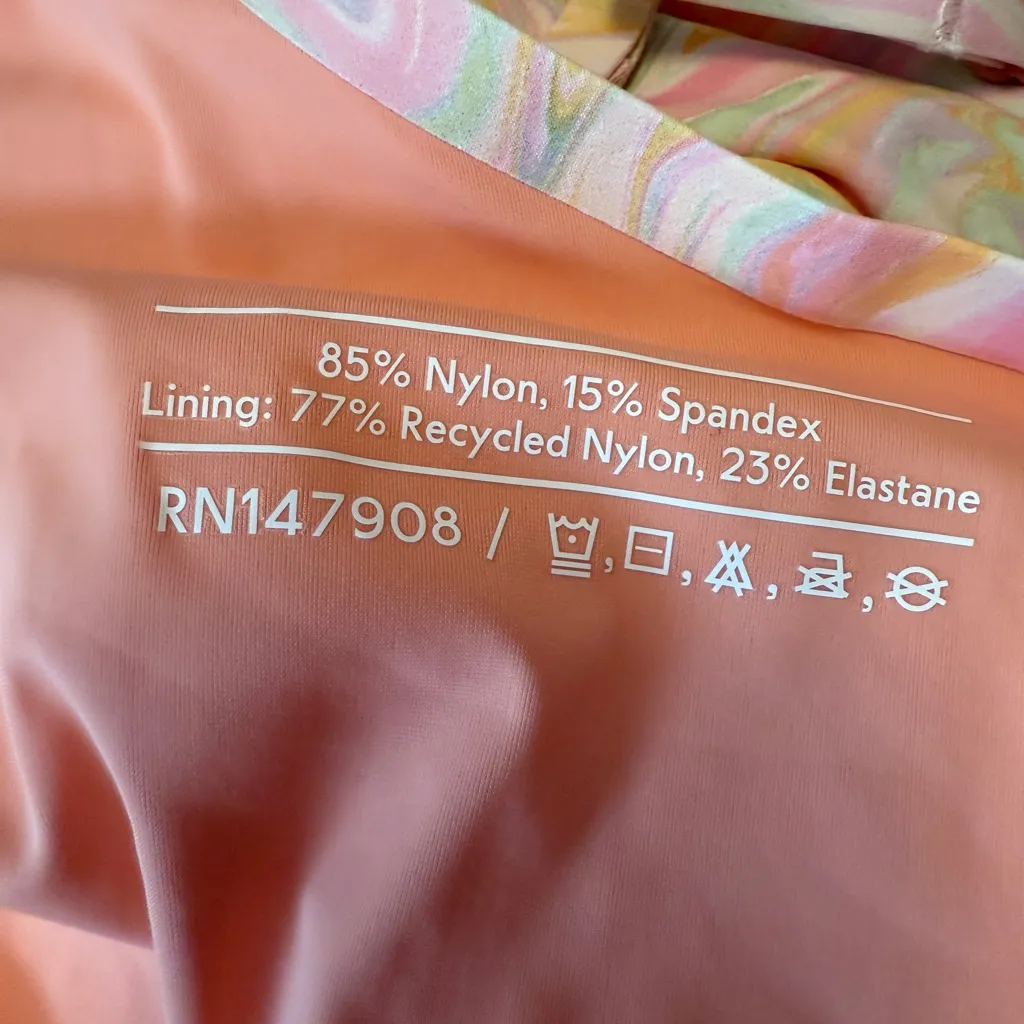 85% Nylon, 15% Spandex
Lining: 77% Recycled Nylon, 23% Elastane
RN147908 /